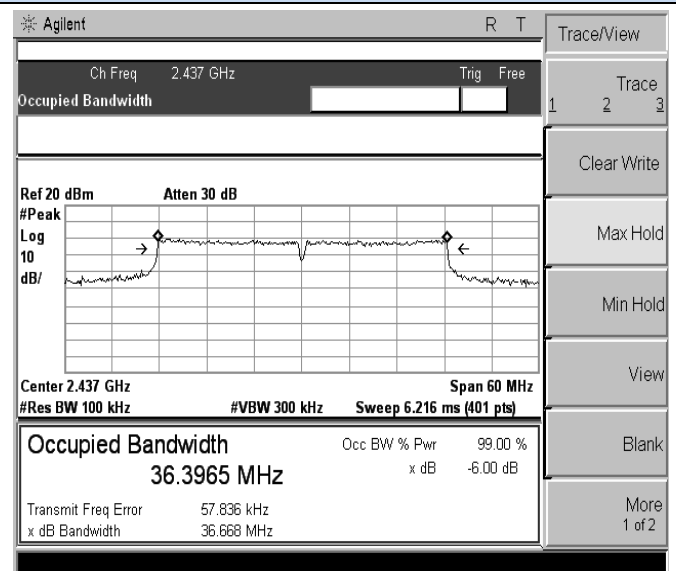 Agilent R T
Ch Freq 2.437 GHz Trig Free
Occupied Bandwidth
Ref 20 dBm Atten 30 dB
#Peak
Log
10
dB/
Center 2.437 GHz Span 60 MHz
#Res BW 100 kHz #VBW 300 kHz Sweep 6.216 ms (401 pts)
Occupied Bandwidth Occ BW % Pwr 99.00 %
36.3965 MHz x dB -6.00 dB
Transmit Freq Error 57.836 kHz
x dB Bandwidth 36.668 MHz
Trace/View
Trace
1 2 3
Clear Write
Max Hold
Min Hold
View
Blank
More
1 of 2